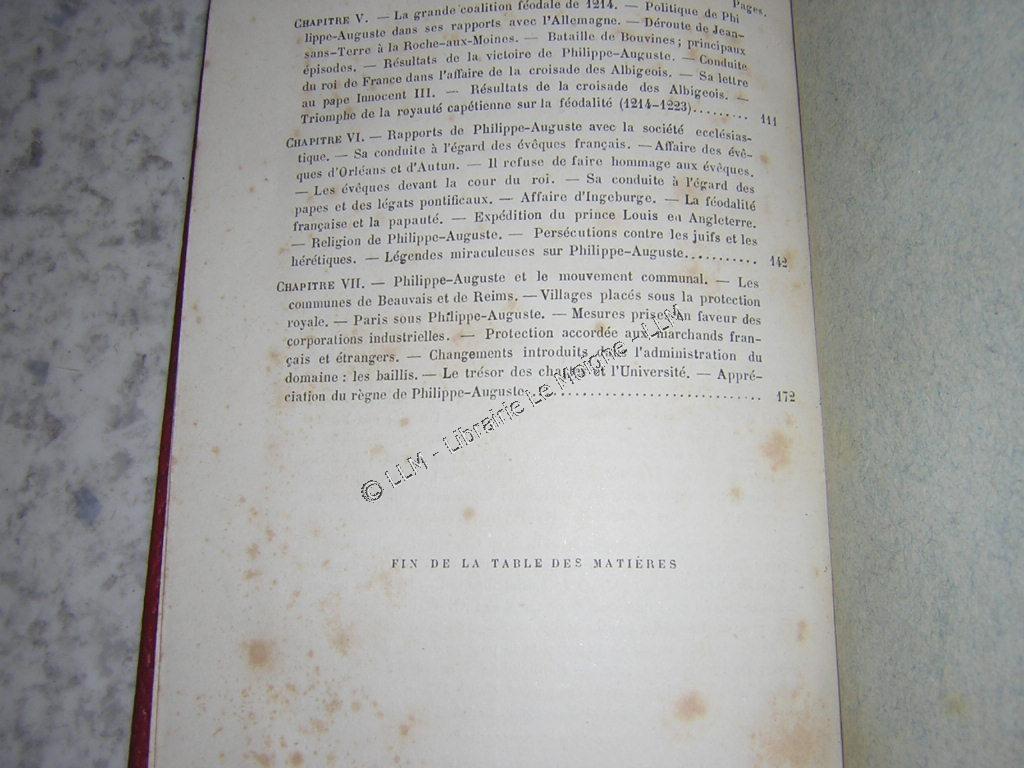 Pages.
CHAPITRE V. — La grande coalition féodale de 1214. — Politique de Phi
lippe-Auguste dans ses rapports avec l'Allemagne. — Déroute de Jean-
sans-Terre à la Roche-aux-Moines. — Bataille de Bouvines ; principaux
épisodes. — Résultats de la victoire de Philippe-Auguste. — Conduite
du roi de France dans l'affaire de la croisade des Albigeois. — Sa lettre
au pape Innocent III. — Résultats de la croisade des Albigeois. —
Triomphe de la royauté capétienne sur la féodalité (1214-1223)......... 111
CHAPITRE VI. — Rapports de Philippe-Auguste avec la société ecclésias-
tique. — Sa conduite à l'égard des évêques français. — Affaire des évê-
ques d'Orléans et d'Autun. — Il refuse de faire hommage aux évêques.
— Les évêques devant la cour du roi. — Sa conduite à l'égard des
papes et des légats pontificaux. — Affaire d'Ingeburge. — La féodalité
française et la papauté. — Expédition du prince Louis en Angleterre.
— Religion de Philippe-Auguste. — Persécutions contre les juifs et les
hérétiques. — Légendes miraculeuses sur Philippe-Auguste........... 142
CHAPITRE VII. — Philippe-Auguste et le mouvement communal. — Les
communes de Beauvais et de Reims. — Villages placés sous la protection
royale. — Paris sous Philippe-Auguste. — Mesures prises en faveur des
corporations industrielles. — Protection accordée aux marchands fran-
çais et étrangers. — Changements introduits dans l'administration du
domaine : les baillis. — Le trésor des chartes et l'Université. — Appré-
ciation du règne de Philippe-Auguste............................. 172
© LLM - Librairie Le Moigne - LLM
FIN DE LA TABLE DES MATIÈRES